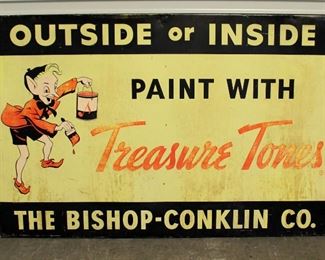 OUTSIDE or INSIDE
PAINT WITH
Treasure Tones
THE BISHOP-CONKLIN CO.